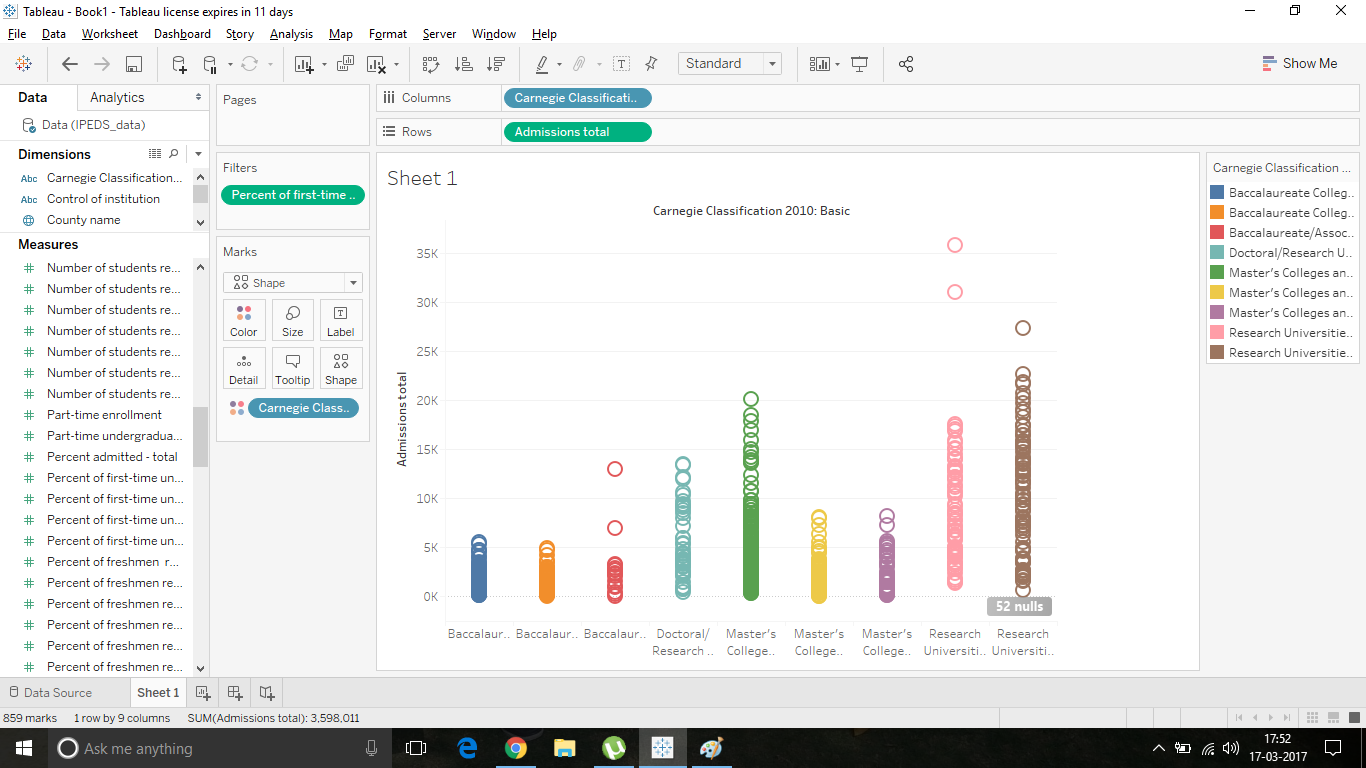 Tableau - Book1 - Tableau license expires in 11 days
File Data Worksheet Dashboard Story Analysis Map Format Server Window Help
Standard
Show Me
Data Analytics
Data (IPEDS_data)
Dimensions
Abc Carnegie Classification...
Abc Control of institution
County name
Measures
Number of students re...
Number of students re...
Number of students re...
Number of students re...
Number of students re...
Number of students re...
Number of students re...
Part-time enrollment
Part-time undergradua...
Percent admitted - total
Percent of first-time un...
Percent of first-time un...
Percent of first-time un...
Percent of first-time un...
Percent of freshmen r...
Percent of freshmen re...
Percent of freshmen re...
Percent of freshmen re...
Percent of freshmen re...
Percent of freshmen re...
Pages
Filters
Percent of first-time ..
Marks
Shape
Color Size Label
Detail Tooltip Shape
Carnegie Class..
Columns Carnegie Classificati..
Rows Admissions total
Sheet 1
Carnegie Classification 2010: Basic
Admissions total
35K
30K
25K
20K
15K
10K
5K
0K
52 nulls
Baccalaur.. Baccalaur.. Baccalaur.. Doctoral/ Master's Master's Master's Research Research
Research .. College.. College.. College.. Universiti.. Universiti..
Carnegie Classification ...
Baccalaureate Colleg..
Baccalaureate Colleg..
Baccalaureate/Assoc..
Doctoral/Research U..
Master's Colleges an..
Master's Colleges an..
Master's Colleges an..
Research Universitie..
Research Universitie..
Data Source Sheet 1
859 marks 1 row by 9 columns SUM(Admissions total): 3,598,011
Ask me anything
17:52
17-03-2017